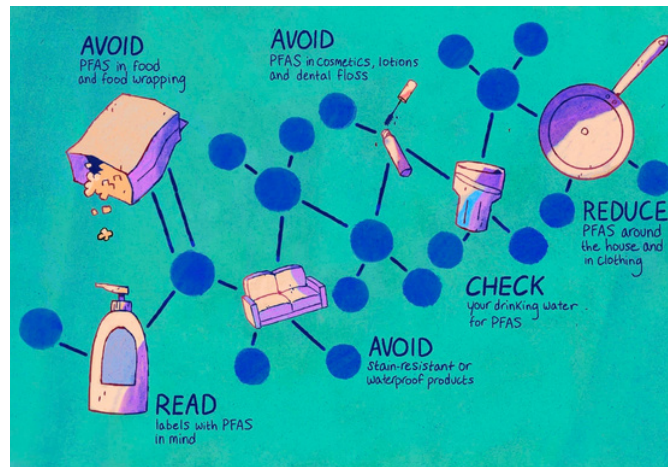 AVOID
PFAS in food
and food wrapping
AVOID
PFAS in cosmetics, lotions
and dental floss
REDUCE
PFAS around
the house and
in clothing
CHECK
your drinking water
for PFAS
AVOID
stain-resistant or
waterproof products
READ
labels with PFAS
in mind